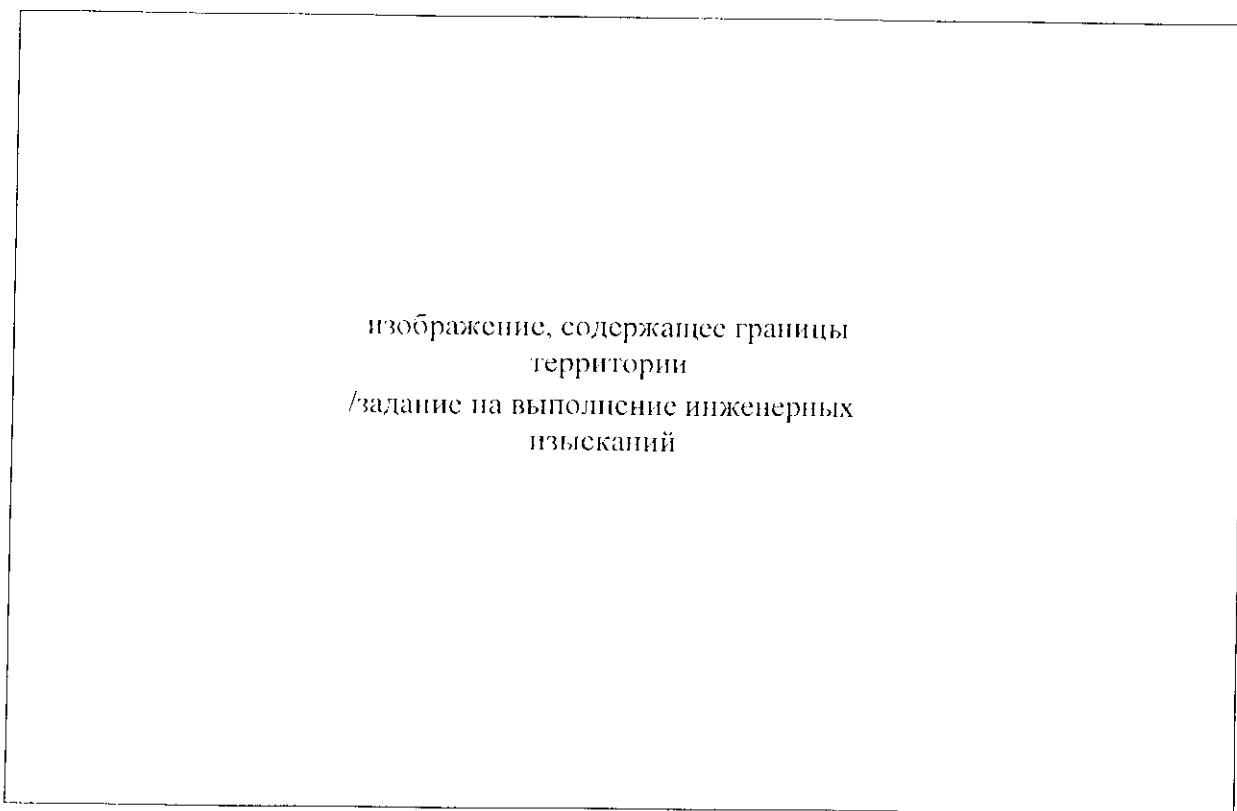 изображение, содержащее границы
территории
/задание на выполнение инженерных
изысканий